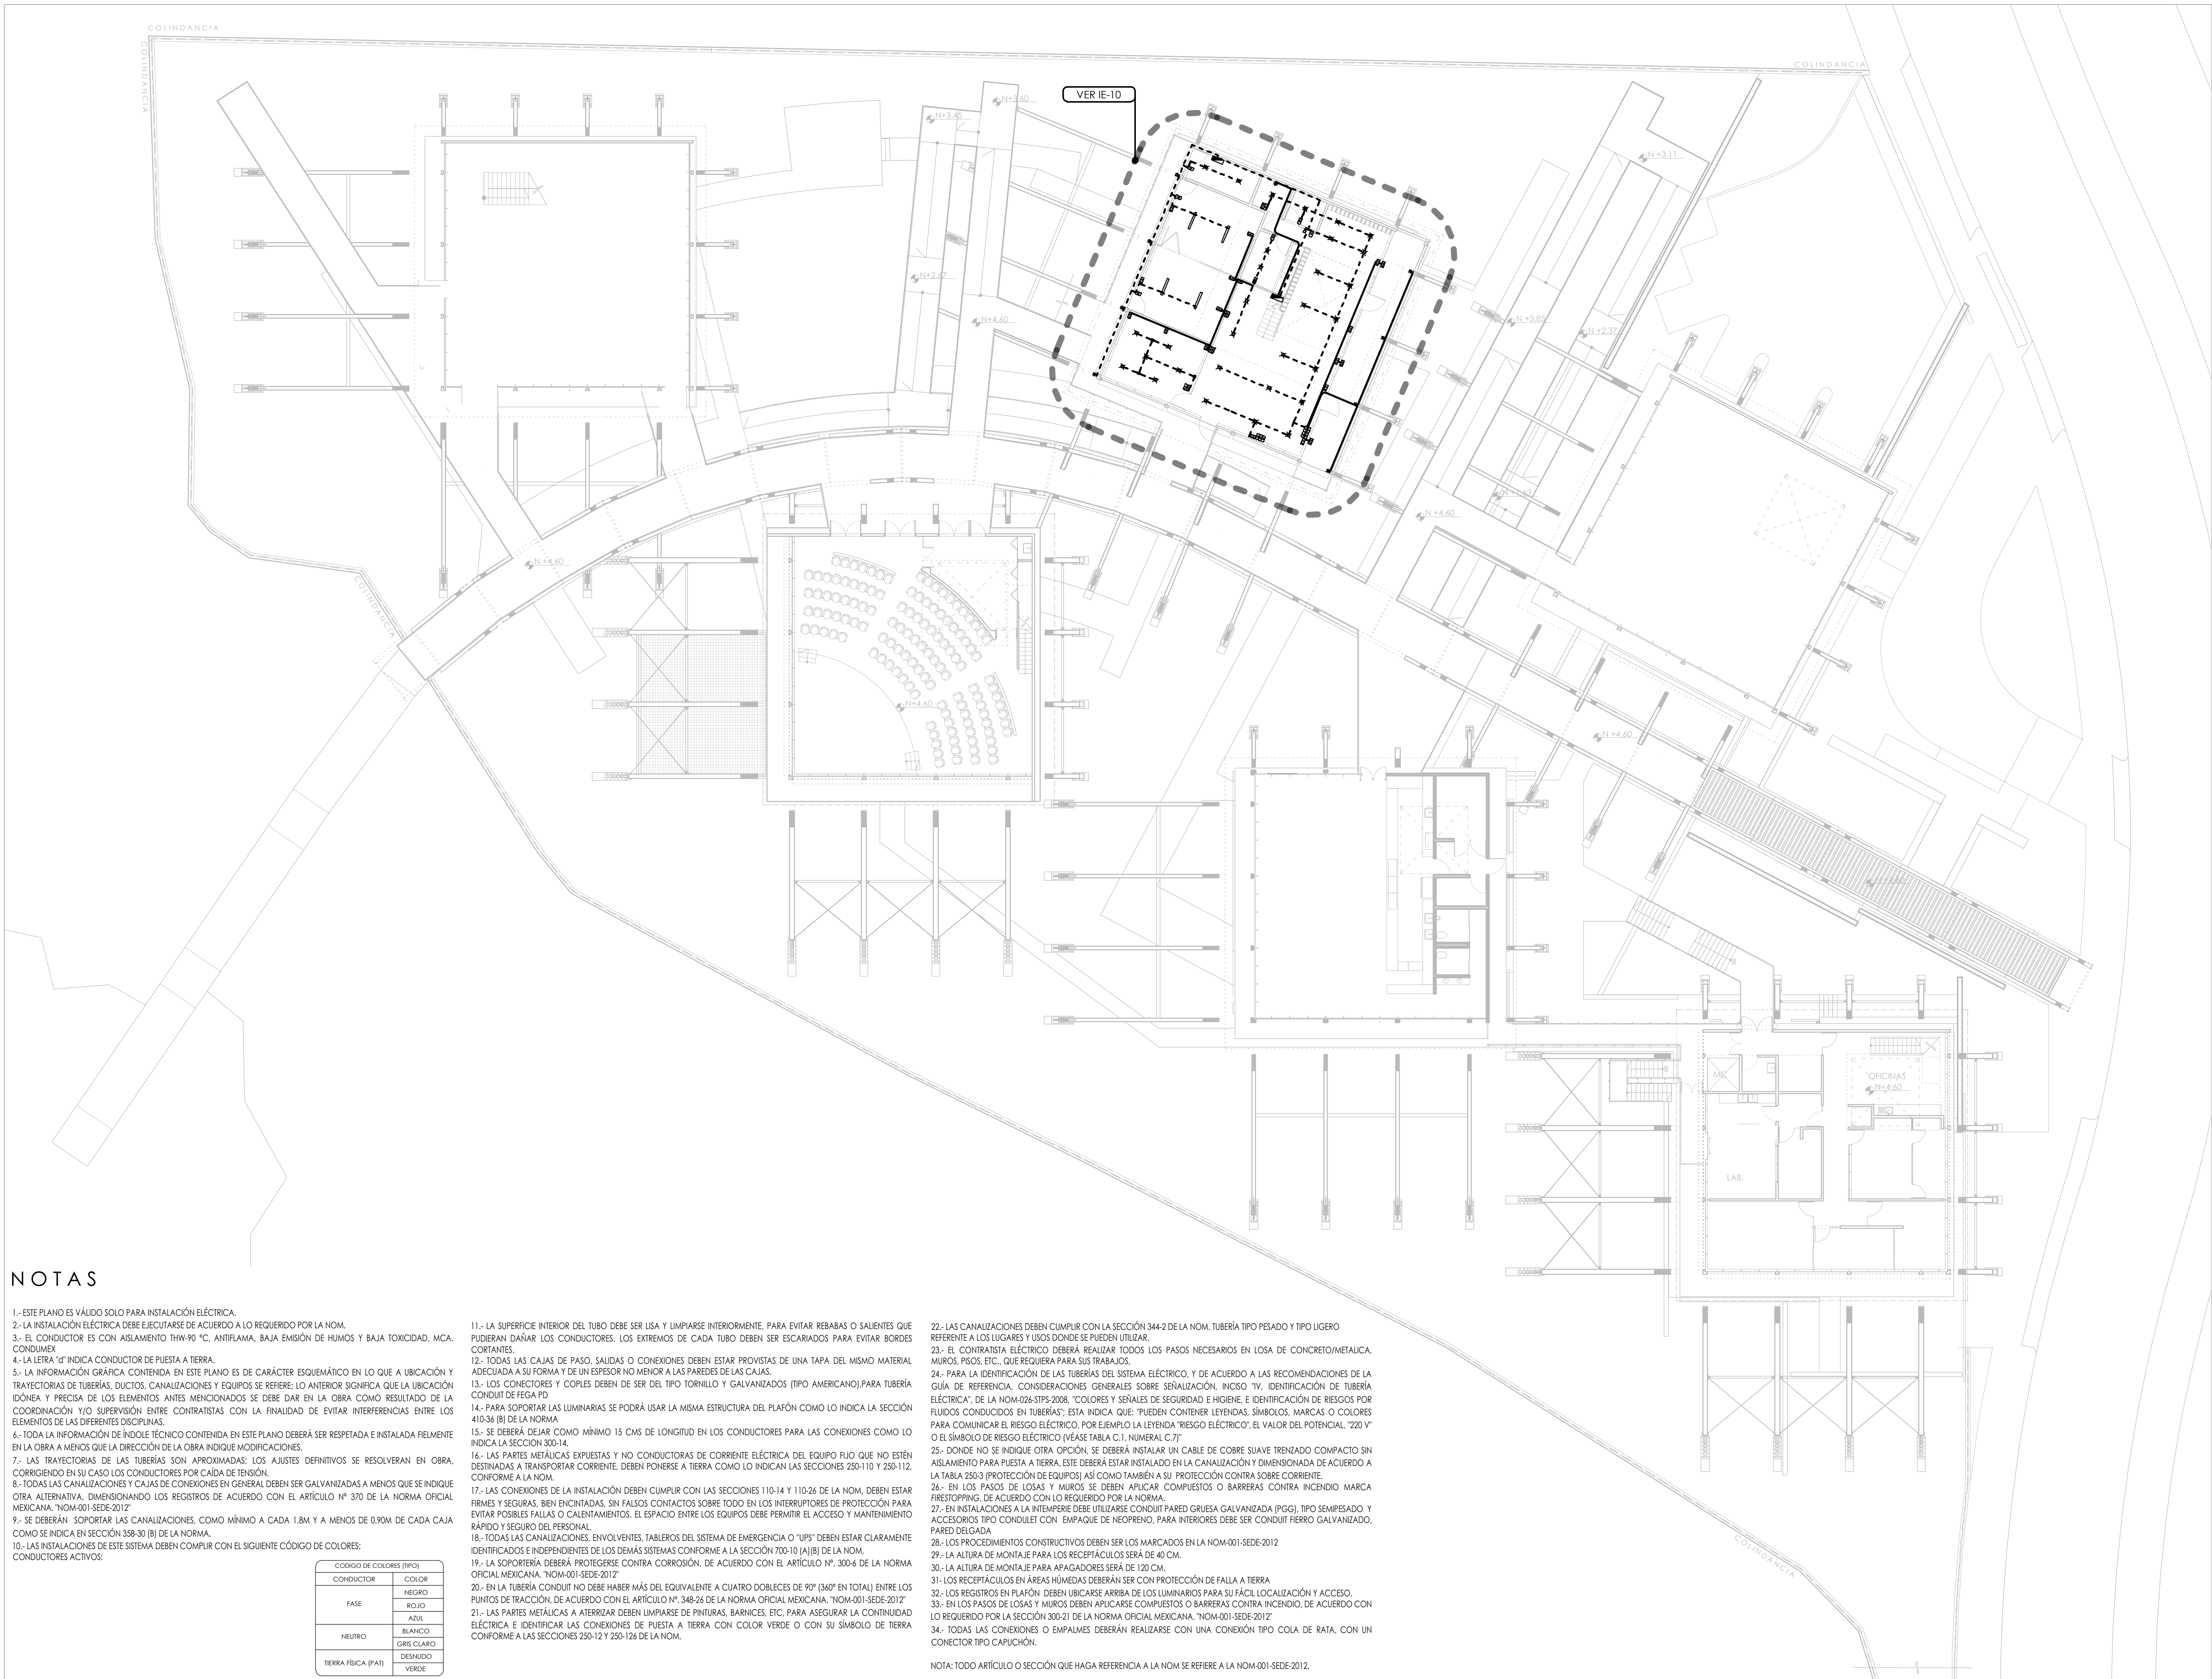 COLINDANCIA
COLINDANCIA
COLINDANCIA
VER IE-10
N+3.60
N+3.45
N +3.11
N+2.67
N+4.60
N +3.85
N +2.37
N +4.60
N +4.60
COLINDANCIA
N+4.60
N +4.60
B
B
MC
OFICINAS
N+4.60
LAB.
COLINDANCIA
NOTAS
1.- ESTE PLANO ES VÁLIDO SOLO PARA INSTALACIÓN ELÉCTRICA.
2.- LA INSTALACIÓN ELÉCTRICA DEBE EJECUTARSE DE ACUERDO A LO REQUERIDO POR LA NOM.
3.- EL CONDUCTOR ES CON AISLAMIENTO THW-90 °C, ANTIFLAMA, BAJA EMISIÓN DE HUMOS Y BAJA TOXICIDAD, MCA.
CONDUMEX
4.- LA LETRA "d" INDICA CONDUCTOR DE PUESTA A TIERRA.
5.- LA INFORMACIÓN GRÁFICA CONTENIDA EN ESTE PLANO ES DE CARÁCTER ESQUEMÁTICO EN LO QUE A UBICACIÓN Y
TRAYECTORIAS DE TUBERÍAS, DUCTOS, CANALIZACIONES Y EQUIPOS SE REFIERE; LO ANTERIOR SIGNIFICA QUE LA UBICACIÓN
IDÓNEA Y PRECISA DE LOS ELEMENTOS ANTES MENCIONADOS SE DEBE DAR EN LA OBRA COMO RESULTADO DE LA
COORDINACIÓN Y/O SUPERVISIÓN ENTRE CONTRATISTAS CON LA FINALIDAD DE EVITAR INTERFERENCIAS ENTRE LOS
ELEMENTOS DE LAS DIFERENTES DISCIPLINAS.
6.- TODA LA INFORMACIÓN DE ÍNDOLE TÉCNICO CONTENIDA EN ESTE PLANO DEBERÁ SER RESPETADA E INSTALADA FIELMENTE
EN LA OBRA A MENOS QUE LA DIRECCIÓN DE LA OBRA INDIQUE MODIFICACIONES.
7.- LAS TRAYECTORIAS DE LAS TUBERÍAS SON APROXIMADAS; LOS AJUSTES DEFINITIVOS SE RESOLVERAN EN OBRA,
CORRIGIENDO EN SU CASO LOS CONDUCTORES POR CAÍDA DE TENSIÓN.
8.- TODAS LAS CANALIZACIONES Y CAJAS DE CONEXIONES EN GENERAL DEBEN SER GALVANIZADAS A MENOS QUE SE INDIQUE
OTRA ALTERNATIVA, DIMENSIONANDO LOS REGISTROS DE ACUERDO CON EL ARTÍCULO Nº 370 DE LA NORMA OFICIAL
MEXICANA. "NOM-001-SEDE-2012"
9.- SE DEBERÁN SOPORTAR LAS CANALIZACIONES, COMO MÍNIMO A CADA 1.8M Y A MENOS DE 0.90M DE CADA CAJA
COMO SE INDICA EN SECCIÓN 358-30 (B) DE LA NORMA.
10.- LAS INSTALACIONES DE ESTE SISTEMA DEBEN COMPLIR CON EL SIGUIENTE CÓDIGO DE COLORES:
CONDUCTORES ACTIVOS:
CODIGO DE COLORES (TIPO)
CONDUCTOR COLOR
FASE
NEGRO
ROJO
AZUL
NEUTRO
BLANCO
GRIS CLARO
TIERRA FÍSICA (PAT)
DESNUDO
VERDE
11.- LA SUPERFICIE INTERIOR DEL TUBO DEBE SER LISA Y LIMPIARSE INTERIORMENTE, PARA EVITAR REBABAS O SALIENTES QUE
PUDIERAN DAÑAR LOS CONDUCTORES. LOS EXTREMOS DE CADA TUBO DEBEN SER ESCARIADOS PARA EVITAR BORDES
CORTANTES.
12.- TODAS LAS CAJAS DE PASO, SALIDAS O CONEXIONES DEBEN ESTAR PROVISTAS DE UNA TAPA DEL MISMO MATERIAL
ADECUADA A SU FORMA Y DE UN ESPESOR NO MENOR A LAS PAREDES DE LAS CAJAS.
13.- LOS CONECTORES Y COPLES DEBEN DE SER DEL TIPO TORNILLO Y GALVANIZADOS (TIPO AMERICANO).PARA TUBERÍA
CONDUIT DE FEGA PD
14.- PARA SOPORTAR LAS LUMINARIAS SE PODRÁ USAR LA MISMA ESTRUCTURA DEL PLAFÓN COMO LO INDICA LA SECCIÓN
410-36 (B) DE LA NORMA
15.- SE DEBERÁ DEJAR COMO MÍNIMO 15 CMS DE LONGITUD EN LOS CONDUCTORES PARA LAS CONEXIONES COMO LO
INDICA LA SECCION 300-14.
16.- LAS PARTES METÁLICAS EXPUESTAS Y NO CONDUCTORAS DE CORRIENTE ELÉCTRICA DEL EQUIPO FIJO QUE NO ESTÉN
DESTINADAS A TRANSPORTAR CORRIENTE, DEBEN PONERSE A TIERRA COMO LO INDICAN LAS SECCIONES 250-110 Y 250-112,
CONFORME A LA NOM.
17.- LAS CONEXIONES DE LA INSTALACIÓN DEBEN CUMPLIR CON LAS SECCIONES 110-14 Y 110-26 DE LA NOM, DEBEN ESTAR
FIRMES Y SEGURAS, BIEN ENCINTADAS, SIN FALSOS CONTACTOS SOBRE TODO EN LOS INTERRUPTORES DE PROTECCIÓN PARA
EVITAR POSIBLES FALLAS O CALENTAMIENTOS. EL ESPACIO ENTRE LOS EQUIPOS DEBE PERMITIR EL ACCESO Y MANTENIMIENTO
RÁPIDO Y SEGURO DEL PERSONAL.
18.- TODAS LAS CANALIZACIONES, ENVOLVENTES, TABLEROS DEL SISTEMA DE EMERGENCIA O "UPS" DEBEN ESTAR CLARAMENTE
IDENTIFICADOS E INDEPENDIENTES DE LOS DEMÁS SISTEMAS CONFORME A LA SECCIÓN 700-10 (A)(B) DE LA NOM.
19.- LA SOPORTERÍA DEBERÁ PROTEGERSE CONTRA CORROSIÓN, DE ACUERDO CON EL ARTÍCULO Nº. 300-6 DE LA NORMA
OFICIAL MEXICANA. "NOM-001-SEDE-2012"
20.- EN LA TUBERÍA CONDUIT NO DEBE HABER MÁS DEL EQUIVALENTE A CUATRO DOBLECES DE 90º (360º EN TOTAL) ENTRE LOS
PUNTOS DE TRACCIÓN, DE ACUERDO CON EL ARTÍCULO Nº. 348-26 DE LA NORMA OFICIAL MEXICANA. "NOM-001-SEDE-2012"
21.- LAS PARTES METÁLICAS A ATERRIZAR DEBEN LIMPIARSE DE PINTURAS, BARNICES, ETC, PARA ASEGURAR LA CONTINUIDAD
ELÉCTRICA E IDENTIFICAR LAS CONEXIONES DE PUESTA A TIERRA CON COLOR VERDE O CON SU SÍMBOLO DE TIERRA
CONFORME A LAS SECCIONES 250-12 Y 250-126 DE LA NOM.
22.- LAS CANALIZACIONES DEBEN CUMPLIR CON LA SECCIÓN 344-2 DE LA NOM. TUBERÍA TIPO PESADO Y TIPO LIGERO
REFERENTE A LOS LUGARES Y USOS DONDE SE PUEDEN UTILIZAR.
23.- EL CONTRATISTA ELÉCTRICO DEBERÁ REALIZAR TODOS LOS PASOS NECESARIOS EN LOSA DE CONCRETO/METALICA,
MUROS, PISOS, ETC., QUE REQUIERA PARA SUS TRABAJOS,
24.- PARA LA IDENTIFICACIÓN DE LAS TUBERÍAS DEL SISTEMA ELÉCTRICO, Y DE ACUERDO A LAS RECOMENDACIONES DE LA
GUÍA DE REFERENCIA, CONSIDERACIONES GENERALES SOBRE SEÑALIZACIÓN, INCISO "IV, IDENTIFICACIÓN DE TUBERÍA
ELÉCTRICA", DE LA NOM-026-STPS-2008, "COLORES Y SEÑALES DE SEGURIDAD E HIGIENE, E IDENTIFICACIÓN DE RIESGOS POR
FLUIDOS CONDUCIDOS EN TUBERÍAS"; ESTA INDICA QUE: "PUEDEN CONTENER LEYENDAS, SÍMBOLOS, MARCAS O COLORES
PARA COMUNICAR EL RIESGO ELÉCTRICO, POR EJEMPLO LA LEYENDA "RIESGO ELÉCTRICO", EL VALOR DEL POTENCIAL, "220 V"
O EL SÍMBOLO DE RIESGO ELÉCTRICO (VÉASE TABLA C.1, NUMERAL C.7)"
25.- DONDE NO SE INDIQUE OTRA OPCIÓN, SE DEBERÁ INSTALAR UN CABLE DE COBRE SUAVE TRENZADO COMPACTO SIN
AISLAMIENTO PARA PUESTA A TIERRA, ESTE DEBERÁ ESTAR INSTALADO EN LA CANALIZACIÓN Y DIMENSIONADA DE ACUERDO A
LA TABLA 250-3 (PROTECCIÓN DE EQUIPOS) ASÍ COMO TAMBIÉN A SU PROTECCIÓN CONTRA SOBRE CORRIENTE.
26.- EN LOS PASOS DE LOSAS Y MUROS SE DEBEN APLICAR COMPUESTOS O BARRERAS CONTRA INCENDIO MARCA
FIRESTOPPING, DE ACUERDO CON LO REQUERIDO POR LA NORMA.
27.- EN INSTALACIONES A LA INTEMPERIE DEBE UTILIZARSE CONDUIT PARED GRUESA GALVANIZADA (PGG), TIPO SEMIPESADO Y
ACCESORIOS TIPO CONDULET CON EMPAQUE DE NEOPRENO, PARA INTERIORES DEBE SER CONDUIT FIERRO GALVANIZADO,
PARED DELGADA
28.- LOS PROCEDIMIENTOS CONSTRUCTIVOS DEBEN SER LOS MARCADOS EN LA NOM-001-SEDE-2012
29.- LA ALTURA DE MONTAJE PARA LOS RECEPTÁCULOS SERÁ DE 40 CM.
30.- LA ALTURA DE MONTAJE PARA APAGADORES SERÁ DE 120 CM.
31- LOS RECEPTÁCULOS EN ÁREAS HÚMEDAS DEBERÁN SER CON PROTECCIÓN DE FALLA A TIERRA
32.- LOS REGISTROS EN PLAFÓN DEBEN UBICARSE ARRIBA DE LOS LUMINARIOS PARA SU FÁCIL LOCALIZACIÓN Y ACCESO.
33.- EN LOS PASOS DE LOSAS Y MUROS DEBEN APLICARSE COMPUESTOS O BARRERAS CONTRA INCENDIO, DE ACUERDO CON
LO REQUERIDO POR LA SECCIÓN 300-21 DE LA NORMA OFICIAL MEXICANA. "NOM-001-SEDE-2012"
34.- TODAS LAS CONEXIONES O EMPALMES DEBERÁN REALIZARSE CON UNA CONEXIÓN TIPO COLA DE RATA, CON UN
CONECTOR TIPO CAPUCHÓN.
NOTA: TODO ARTÍCULO O SECCIÓN QUE HAGA REFERENCIA A LA NOM SE REFIERE A LA NOM-001-SEDE-2012.